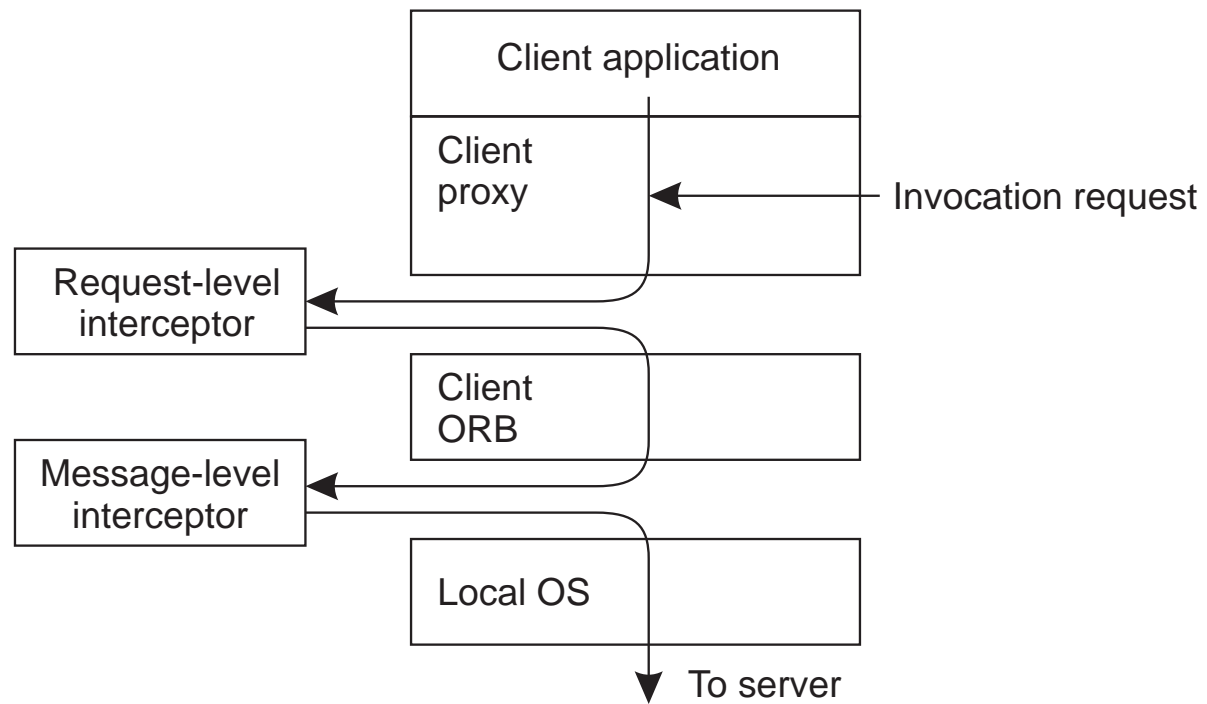 Client application
Client
proxy
Invocation request
Request-level
interceptor
Client
ORB
Message-level
interceptor
Local OS
To server